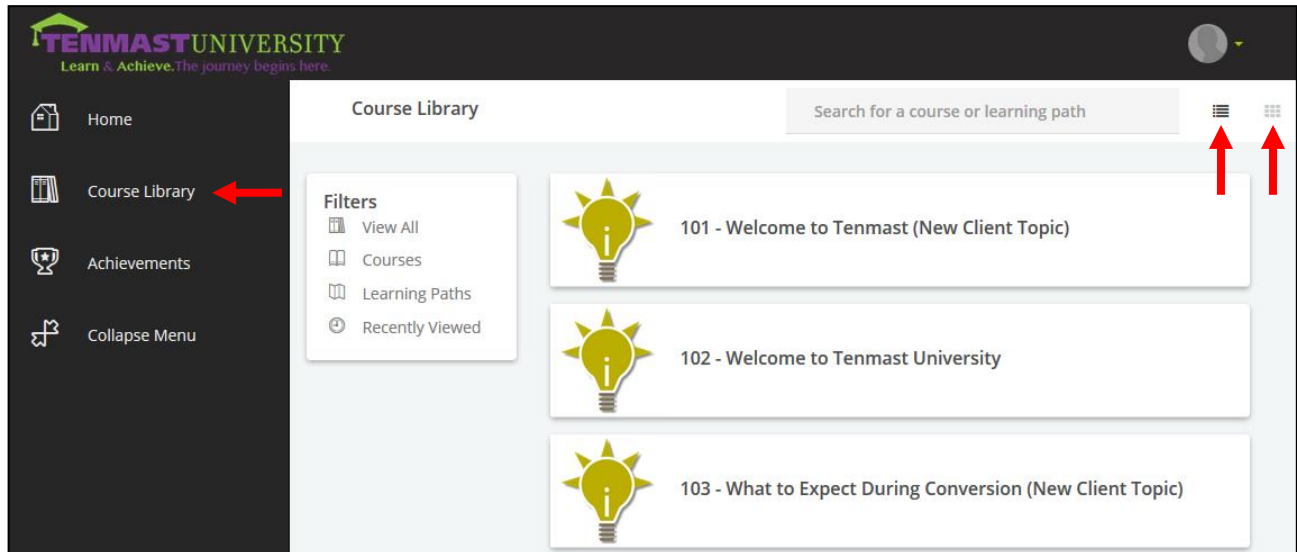 TENMASTUNIVERSITY
Learn & Achieve.The journey begins here.
Home
Course Library
Achievements
Collapse Menu
Course Library
Search for a course or learning path
Filters
View All
Courses
Learning Paths
Recently Viewed
i
101 - Welcome to Tenmast (New Client Topic)
i
102 - Welcome to Tenmast University
i
103 - What to Expect During Conversion (New Client Topic)